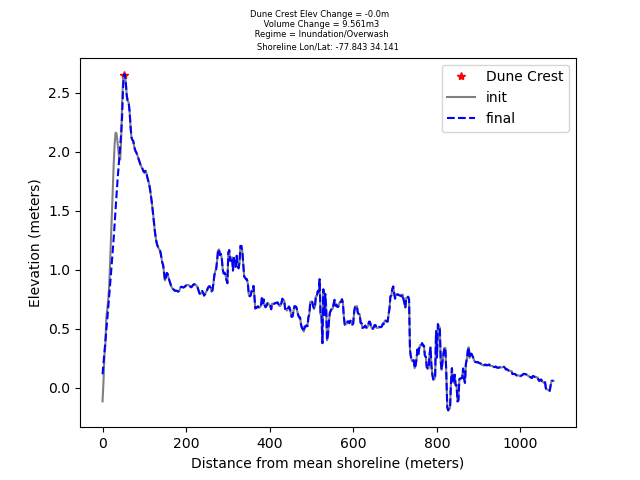 Dune Crest Elev Change = -0.0m
Volume Change = 9.561m3
Regime = Inundation/Overwash
Shoreline Lon/Lat: -77.843 34.141
Dune Crest
init
final
Elevation (meters)
2.5
2.0
1.5
1.0
0.5
0.0
0 200 400 600 800 1000
Distance from mean shoreline (meters)